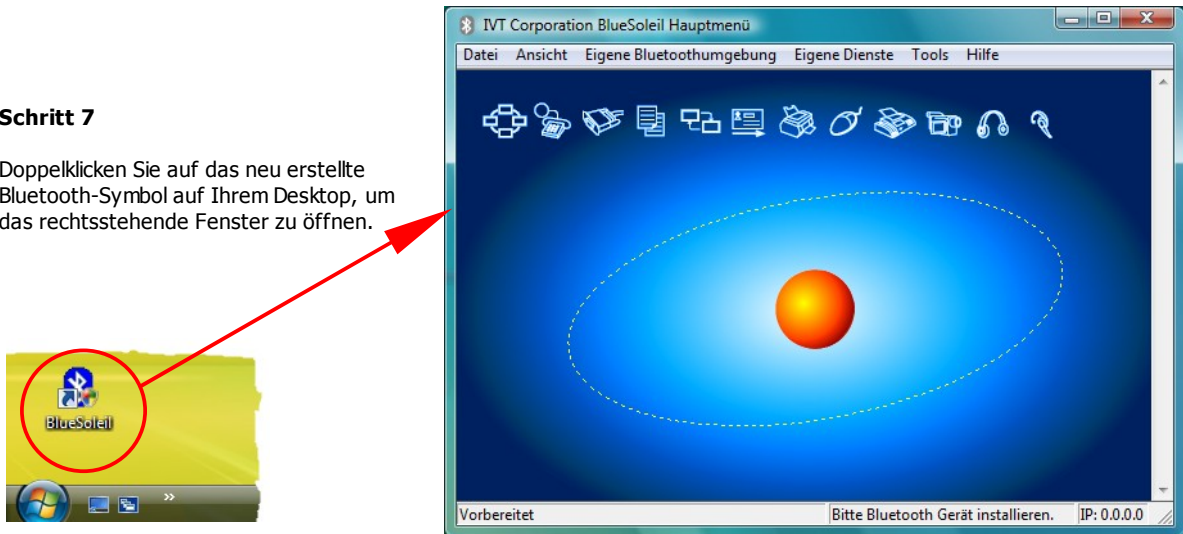 Schritt 7
Doppelklicken Sie auf das neu erstellte
Bluetooth-Symbol auf Ihrem Desktop, um
das rechtsstehende Fenster zu öffnen.
BlueSoleil
»
IVT Corporation BlueSoleil Hauptmenü
Datei Ansicht Eigene Bluetoothumgebung Eigene Dienste Tools Hilfe
Vorbereitet Bitte Bluetooth Gerät installieren. IP: 0.0.0.0